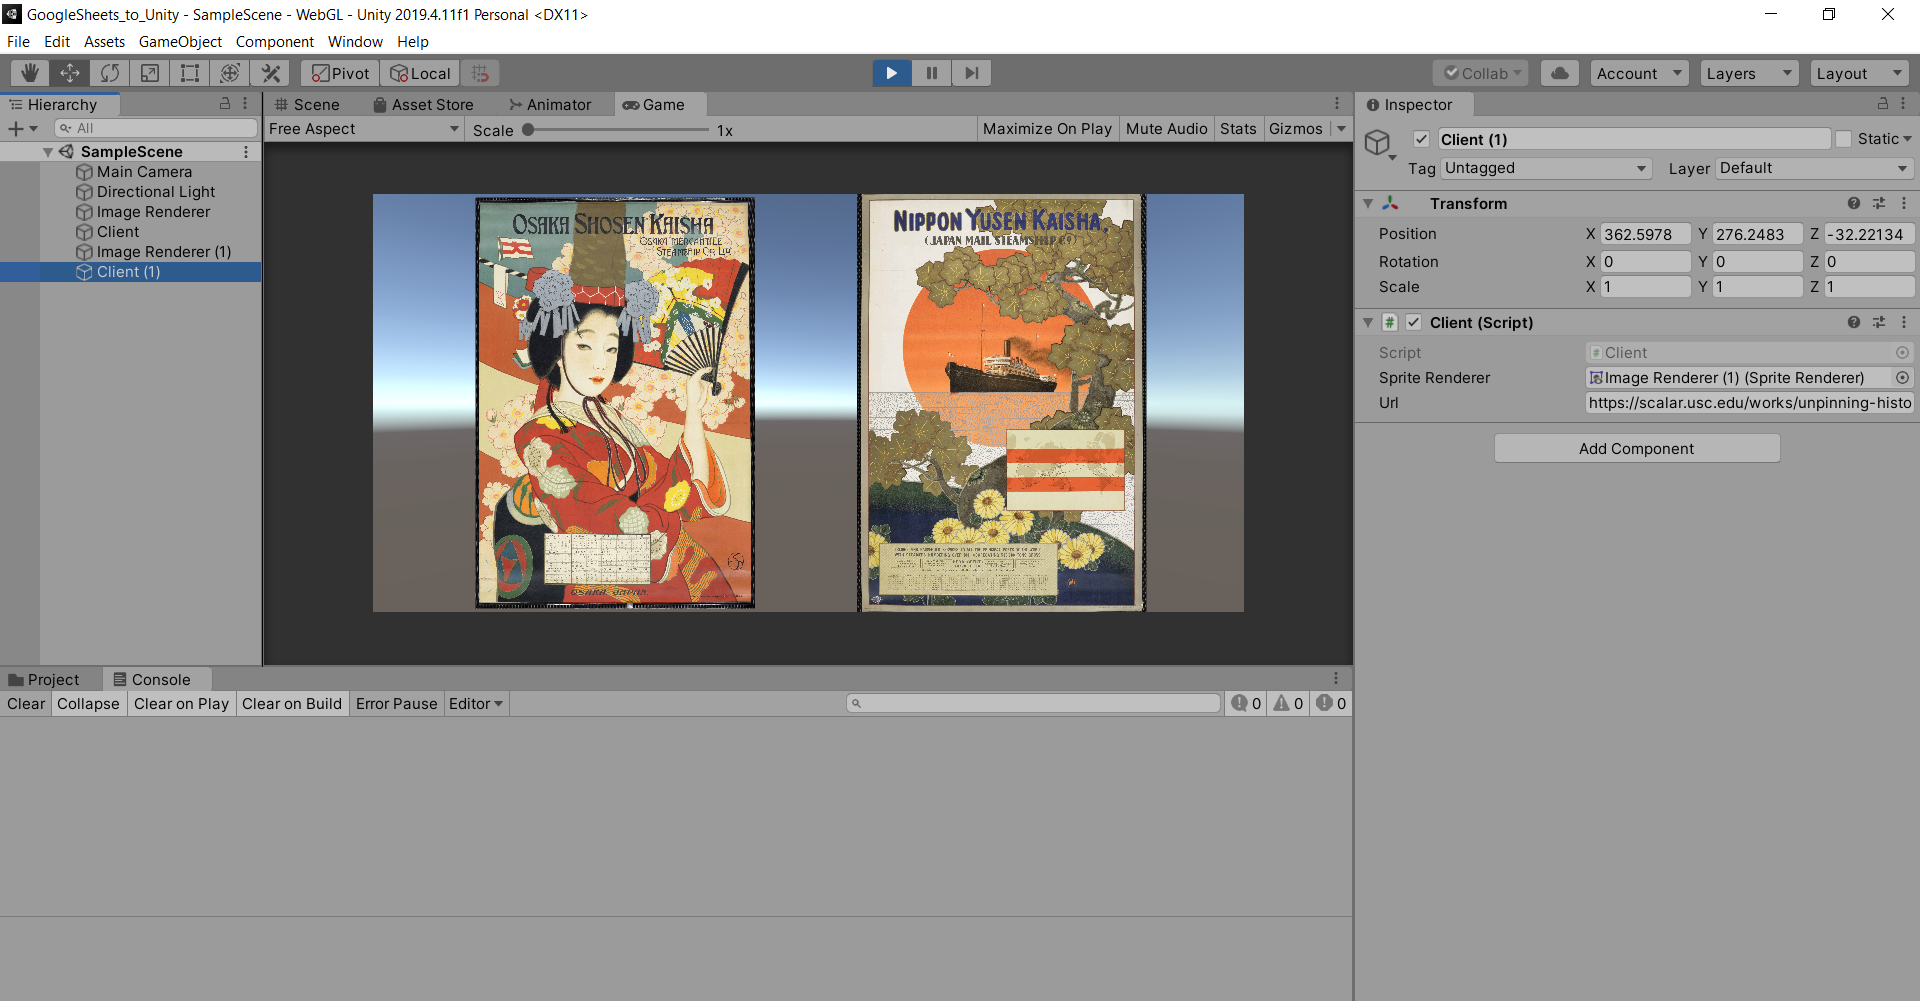 GoogleSheets_to_Unity - SampleScene - WebGL - Unity 2019.4.11f1 Personal <DX11>
File Edit Assets GameObject Component Window Help
Pivot Local Collab Account Layers Layout
Hierarchy
All
SampleScene
Main Camera
Directional Light
Image Renderer
Client
Image Renderer (1)
Client (1)
Scene Asset Store Animator Game
Free Aspect Scale 1x Maximize On Play Mute Audio Stats Gizmos
OSAKA SHOSEN KAISHA
OSAKA MERCANTILE
STEAMSHIP CO. LTD.
OSAKA JAPAN
NIPPON YUSEN KAISHA.
(JAPAN MAIL STEAMSHIP CO)
Inspector
Client (1) Static
Tag Untagged Layer Default
Transform
Position X 362.5978 Y 276.2483 Z -32.22134
Rotation X 0 Y 0 Z 0
Scale X 1 Y 1 Z 1
Client (Script)
Script Client
Sprite Renderer Image Renderer (1) (Sprite Renderer)
Url https://scalar.usc.edu/works/unpinning-histo
Add Component
Project Console
Clear Collapse Clear on Play Clear on Build Error Pause Editor 0 0 0